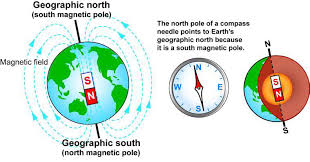 Geographic north
(south magnetic pole)
Magnetic field
S
N
Geographic south
(north magnetic pole)
The north pole of a compass
needle points to Earth's
geographic north because
it is a south magnetic pole.
N
W
E
S
N
S
N
S